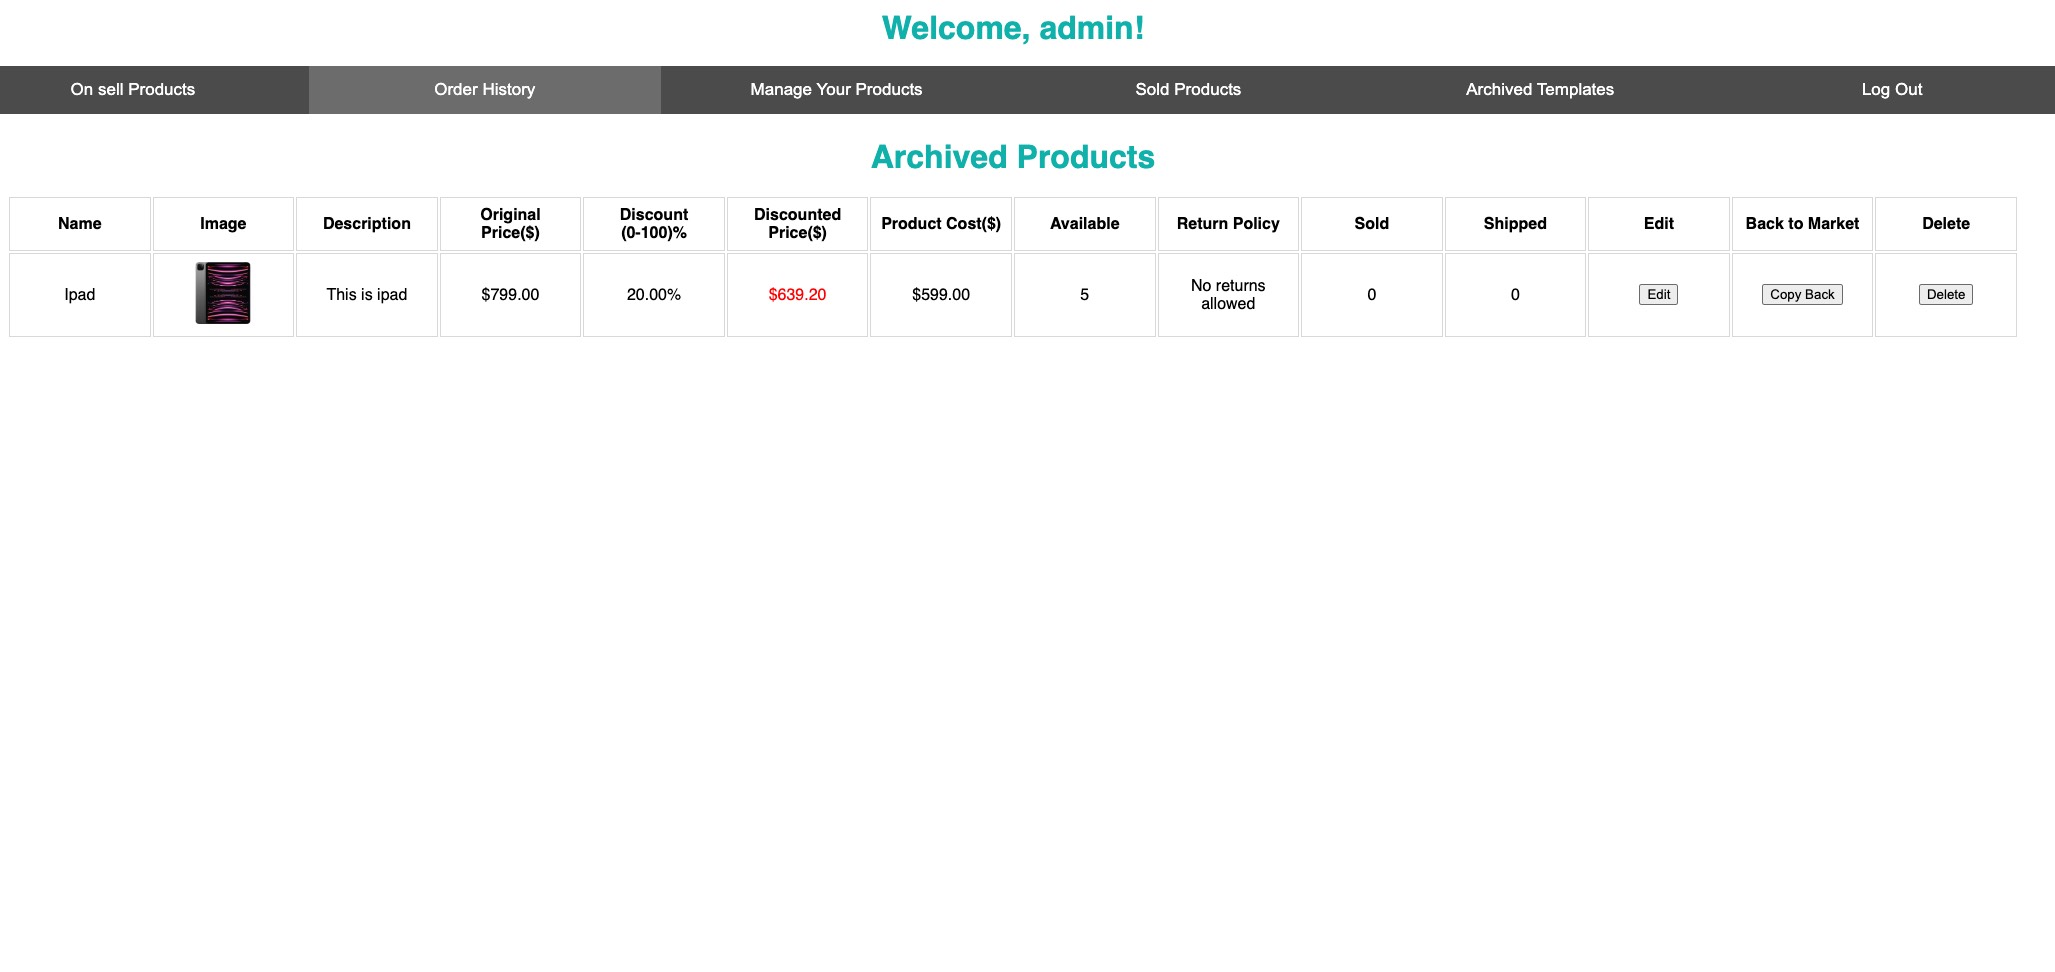 Welcome, admin!
On sell Products Order History Manage Your Products Sold Products Archived Templates Log Out
Archived Products
Name Image Description Original Price($) Discount (0-100)% Discounted Price($) Product Cost($) Available Return Policy Sold Shipped Edit Back to Market Delete
Ipad This is ipad $799.00 20.00% $639.20 $599.00 5 No returns allowed 0 0 Edit Copy Back Delete